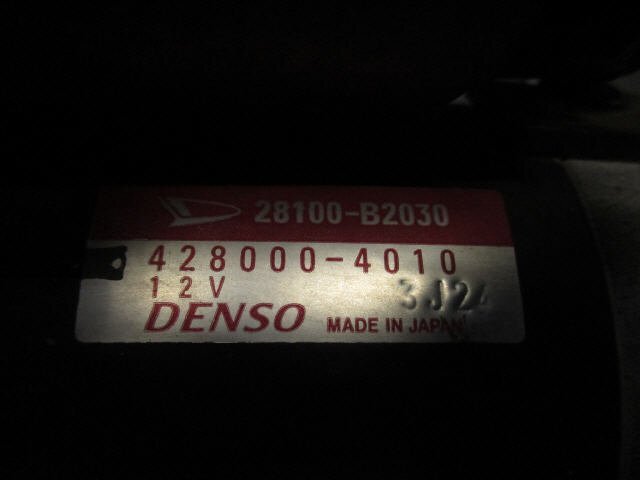 28100-B2030
428000-4010
12V 3J24
DENSO MADE IN JAPAN